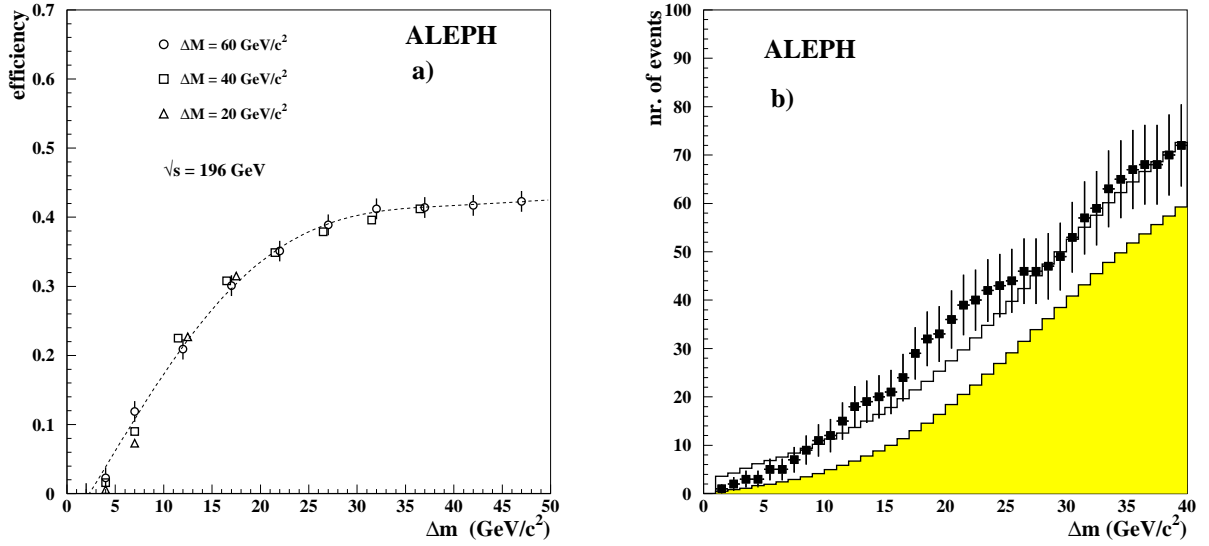 efficiency
0.7
0.6
0.5
0.4
0.3
0.2
0.1
0
ΔM = 60 GeV/c²
ΔM = 40 GeV/c²
ΔM = 20 GeV/c²
√s = 196 GeV
ALEPH
a)
0 5 10 15 20 25 30 35 40 45 50
Δm (GeV/c²)
nr. of events
100
90
80
70
60
50
40
30
20
10
0
ALEPH
b)
0 5 10 15 20 25 30 35 40
Δm (GeV/c²)